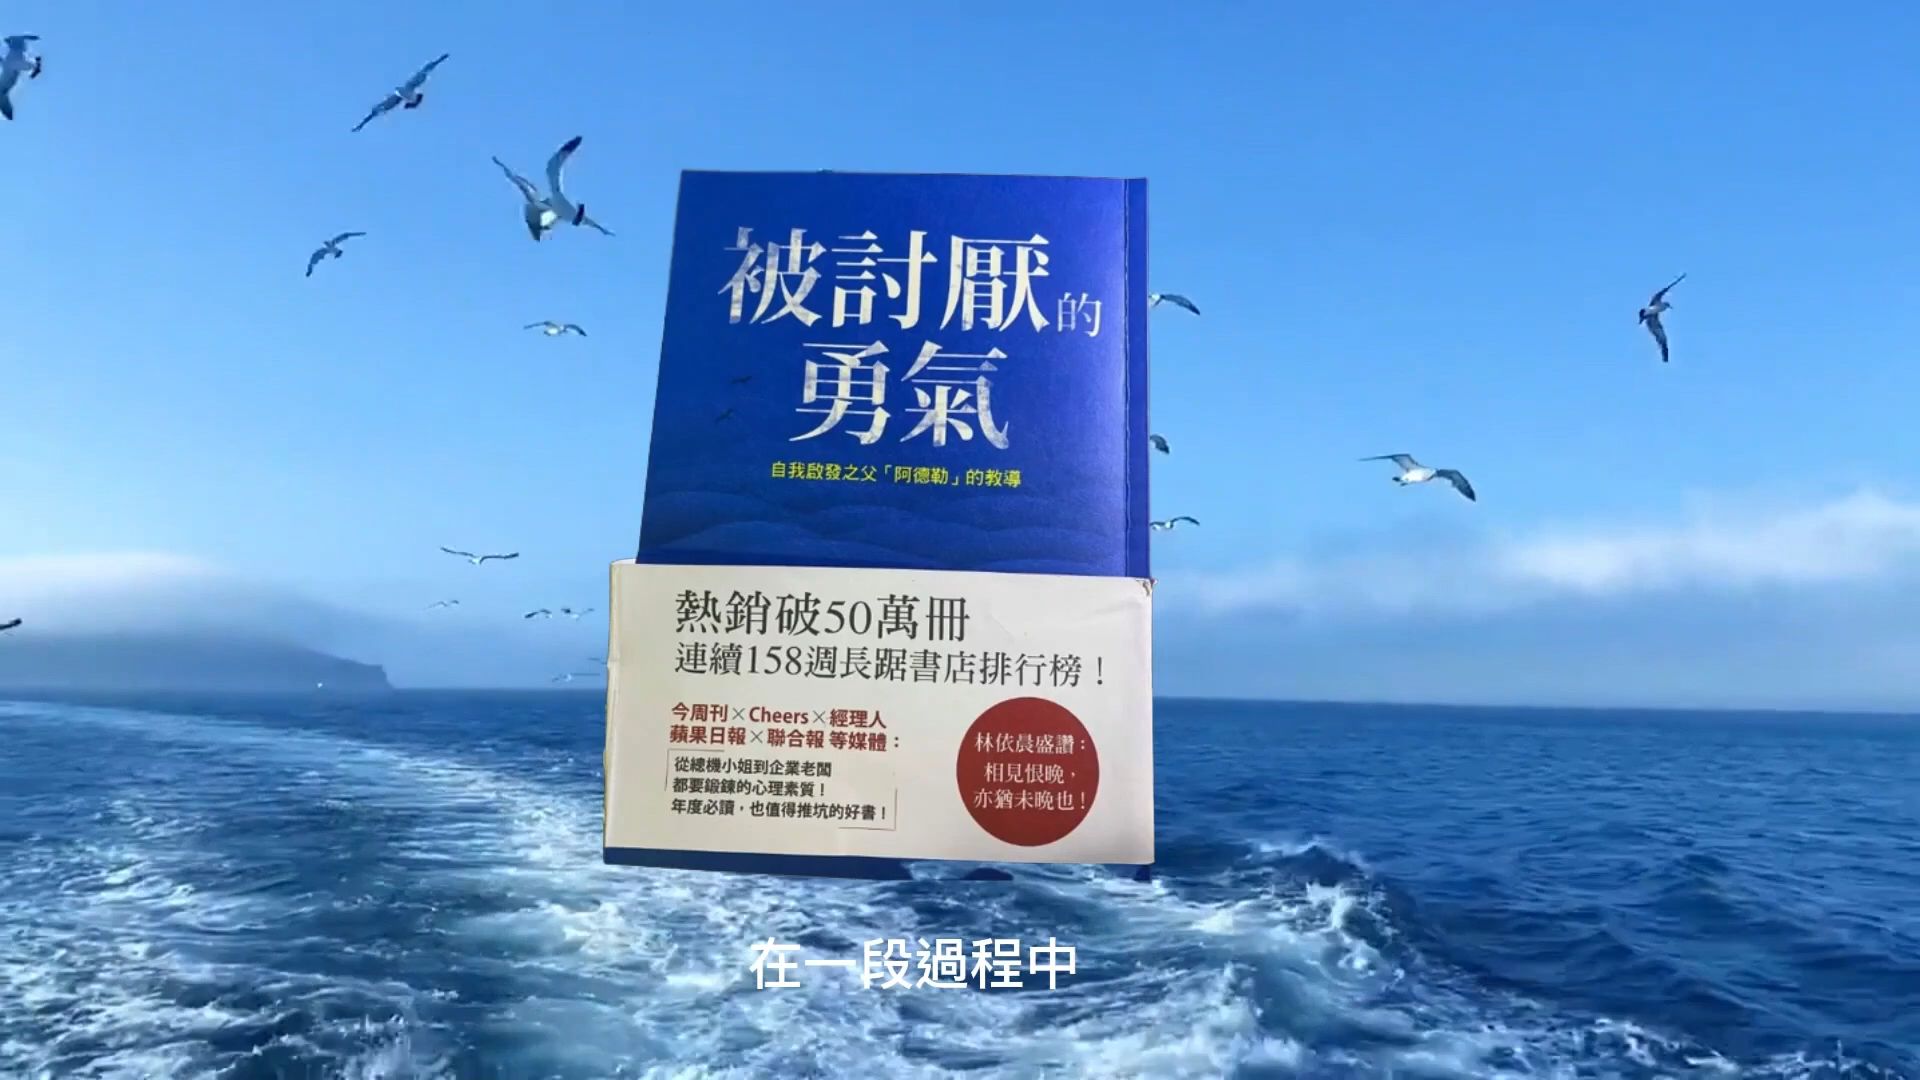 被討厭的
勇氣
自我啟發之父「阿德勒」的教導
熱銷破50萬冊
連續158週長踞書店排行榜！
今周刊×Cheers×經理人
蘋果日報×聯合報 等媒體：
從總機小姐到企業老闆
都要鍛鍊的心理素質！
年度必讀，也值得推坑的好書！
林依晨盛讚：
相見恨晚，
亦猶未晚也！
在一段過程中